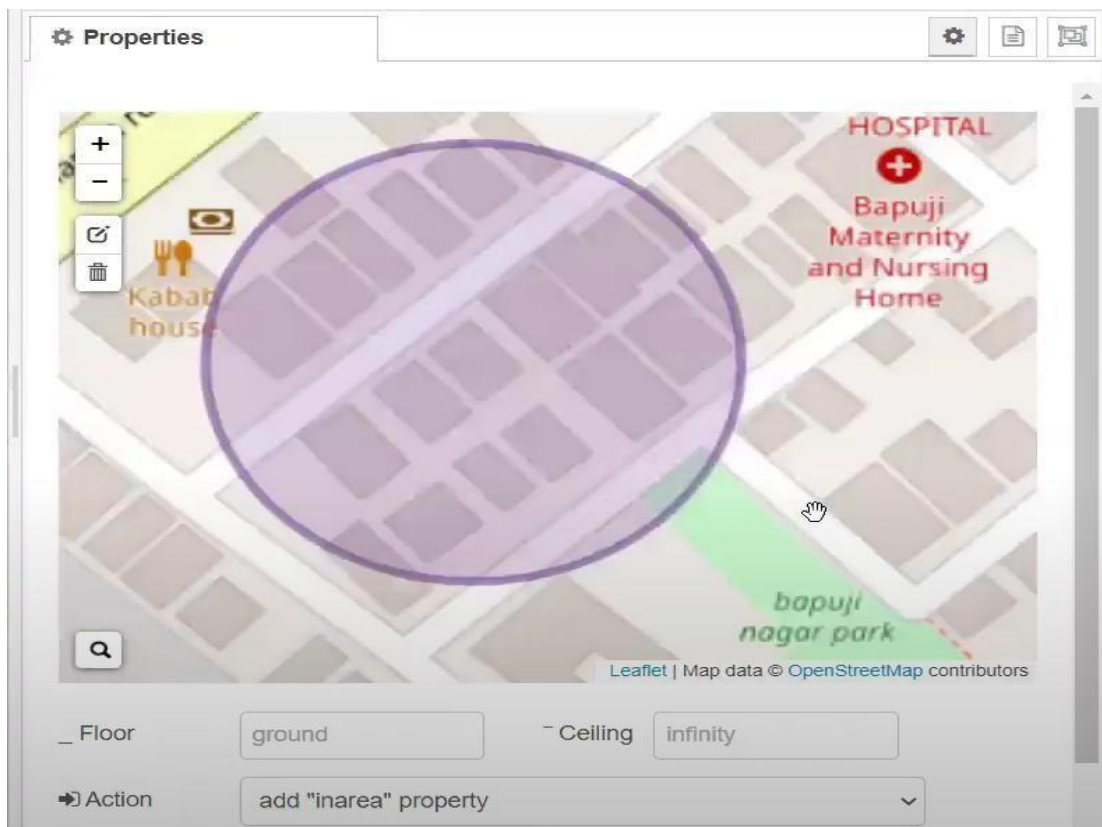 Properties
+
−
HOSPITAL
Bapuji
Maternity
and Nursing
Home
Kabab
house
bapuji
nagar park
Leaflet | Map data © OpenStreetMap contributors
Floor
ground
Ceiling
infinity
Action
add "inarea" property